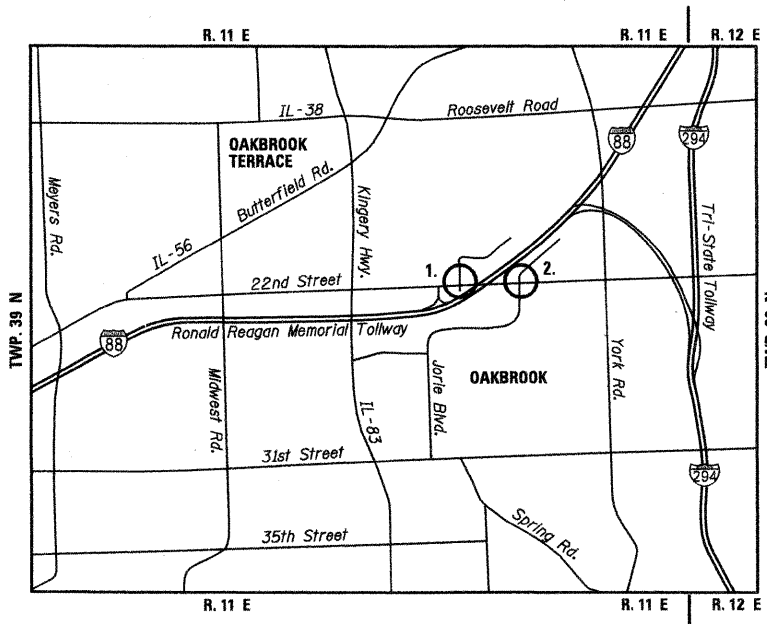 R. 11 E
R. 11 E
R. 12 E
IL-38
Roosevelt Road
OAKBROOK
TERRACE
88
294
Meyers Rd.
Butterfield Rd.
Kingery Hwy.
Tri-State Tollway
IL-56
22nd Street
1.
2.
TWP. 39 N
Ronald Reagan Memorial Tollway
88
Midwest Rd.
Jorie Blvd.
OAKBROOK
York Rd.
IL-83
31st Street
294
Spring Rd.
35th Street
R. 11 E
R. 11 E
R. 12 E